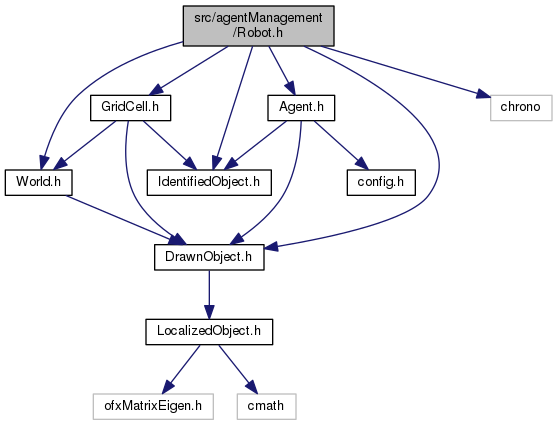 src/agentManagement
/Robot.h
GridCell.h
Agent.h
chrono
World.h
IdentifiedObject.h
config.h
DrawnObject.h
LocalizedObject.h
ofxMatrixEigen.h
cmath